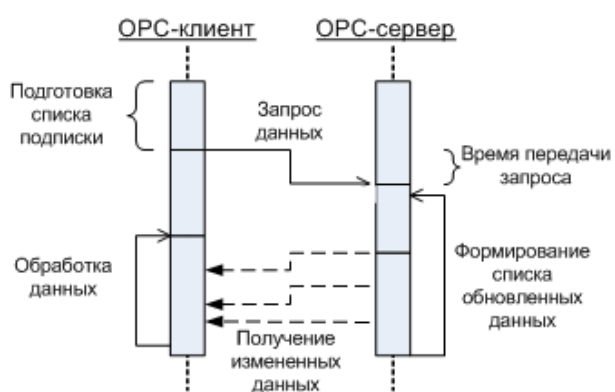 ОРС-клиент
ОРС-сервер
Подготовка
списка
подписки
Запрос
данных
Время передачи
запроса
Обработка
данных
Формирование
списка
обновленных
данных
Получение
измененных
данных